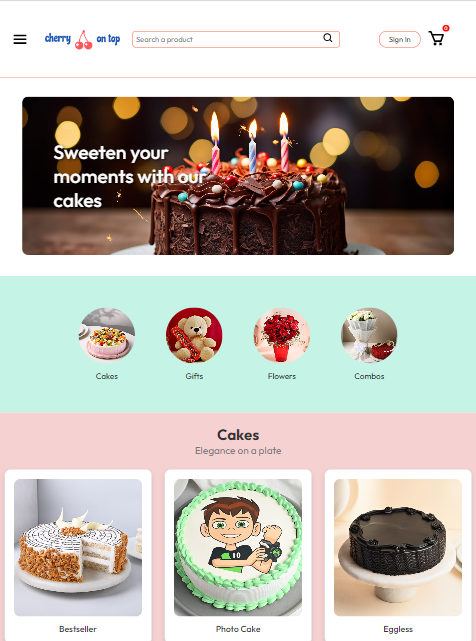 cherry on top
Search a product
Sign In
0
Sweeten your
moments with our
cakes
Cakes
Gifts
Flowers
Combos
Cakes
Elegance on a plate
10
Bestseller
Photo Cake
Eggless